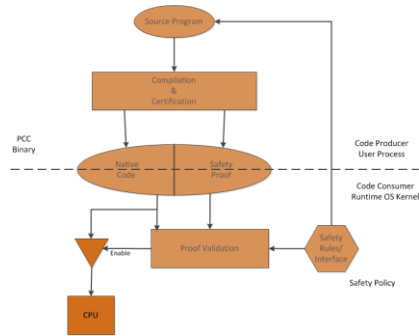 Source Program
Compilation
&
Certification
PCC
Binary
Code Producer
User Process
Native
Code
Safety
Proof
Code Consumer
Runtime OS Kernel
Enable
Proof Validation
Safety
Rules/
Interface
Safety Policy
CPU